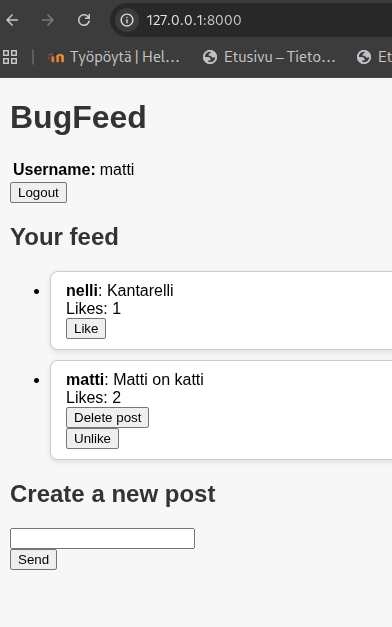 127.0.0.1:8000
Työpöytä | Hel... Etusivu – Tieto... Et
BugFeed
Username: matti
Logout
Your feed
nelli: Kantarelli
Likes: 1
Like
matti: Matti on katti
Likes: 2
Delete post
Unlike
Create a new post
Send